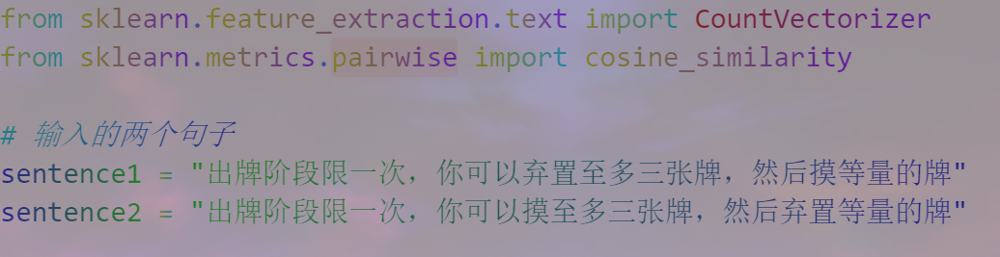 from sklearn.feature_extraction.text import CountVectorizer
from sklearn.metrics.pairwise import cosine_similarity
# 输入的两个句子
sentence1 = "出牌阶段限一次，你可以弃置至多三张牌，然后摸等量的牌"
sentence2 = "出牌阶段限一次，你可以摸至多三张牌，然后弃置等量的牌"